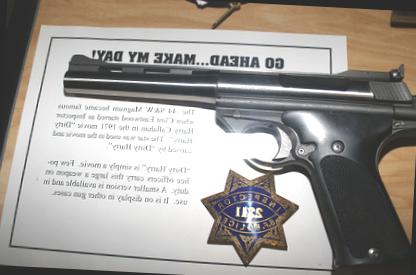 GO AHEAD...MAKE MY DAY!
The .44 S&W Magnum became famous
when Clint Eastwood starred as Inspector
Harry Callahan in the 1971 movie "Dirty
Harry". The star was used in the movie and
carried by "Dirty Harry".
"Dirty Harry" is simply a movie. Few po-
lice officers carry this large a weapon on
duty. A smaller version is available and in
use. It is on display in other gun cases.
INSPECTOR
POLICE